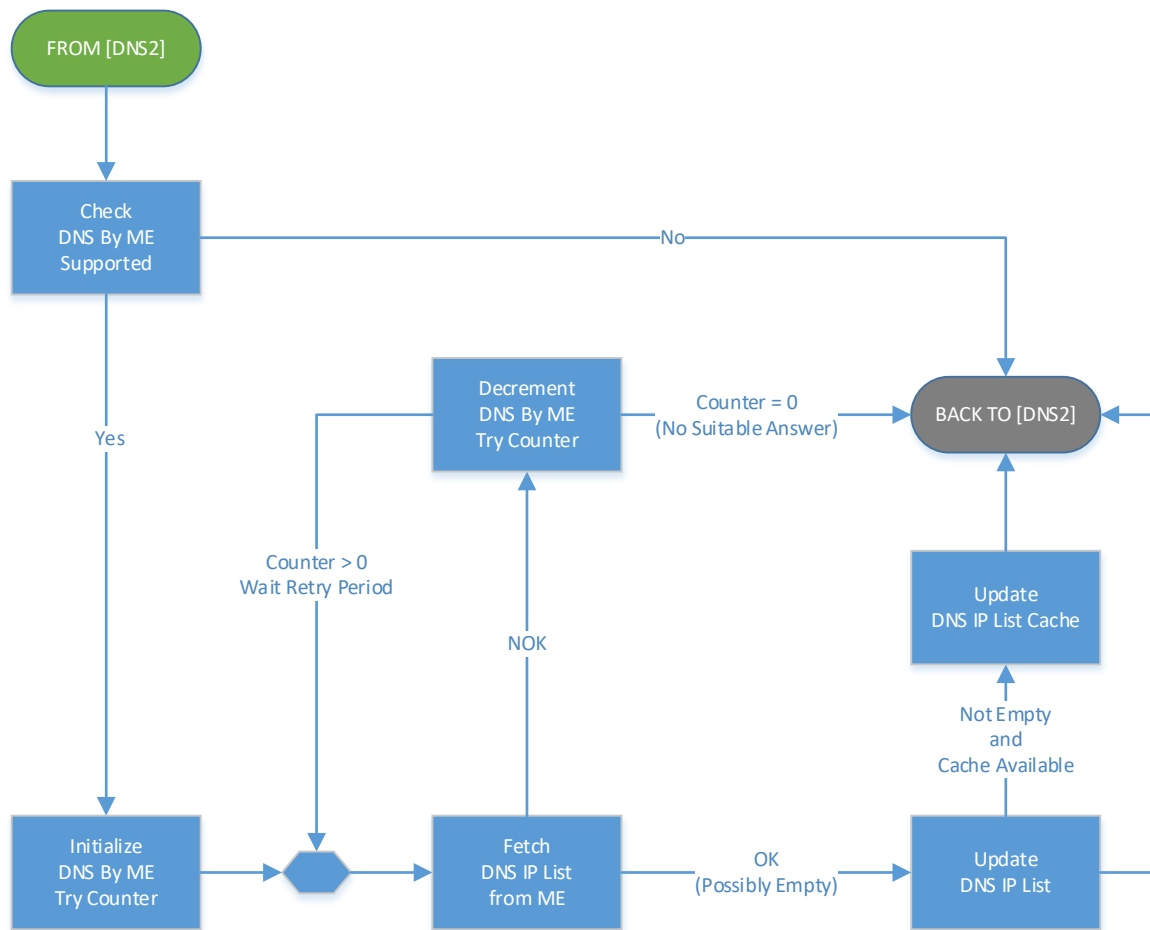 FROM [DNS2]
Check
DNS By ME
Supported
No
Decrement
DNS By ME
Try Counter
Counter = 0
(No Suitable Answer)
BACK TO [DNS2]
Yes
Counter > 0
Wait Retry Period
NOK
Update
DNS IP List Cache
Not Empty
and
Cache Available
Initialize
DNS By ME
Try Counter
Fetch
DNS IP List
from ME
OK
(Possibly Empty)
Update
DNS IP List